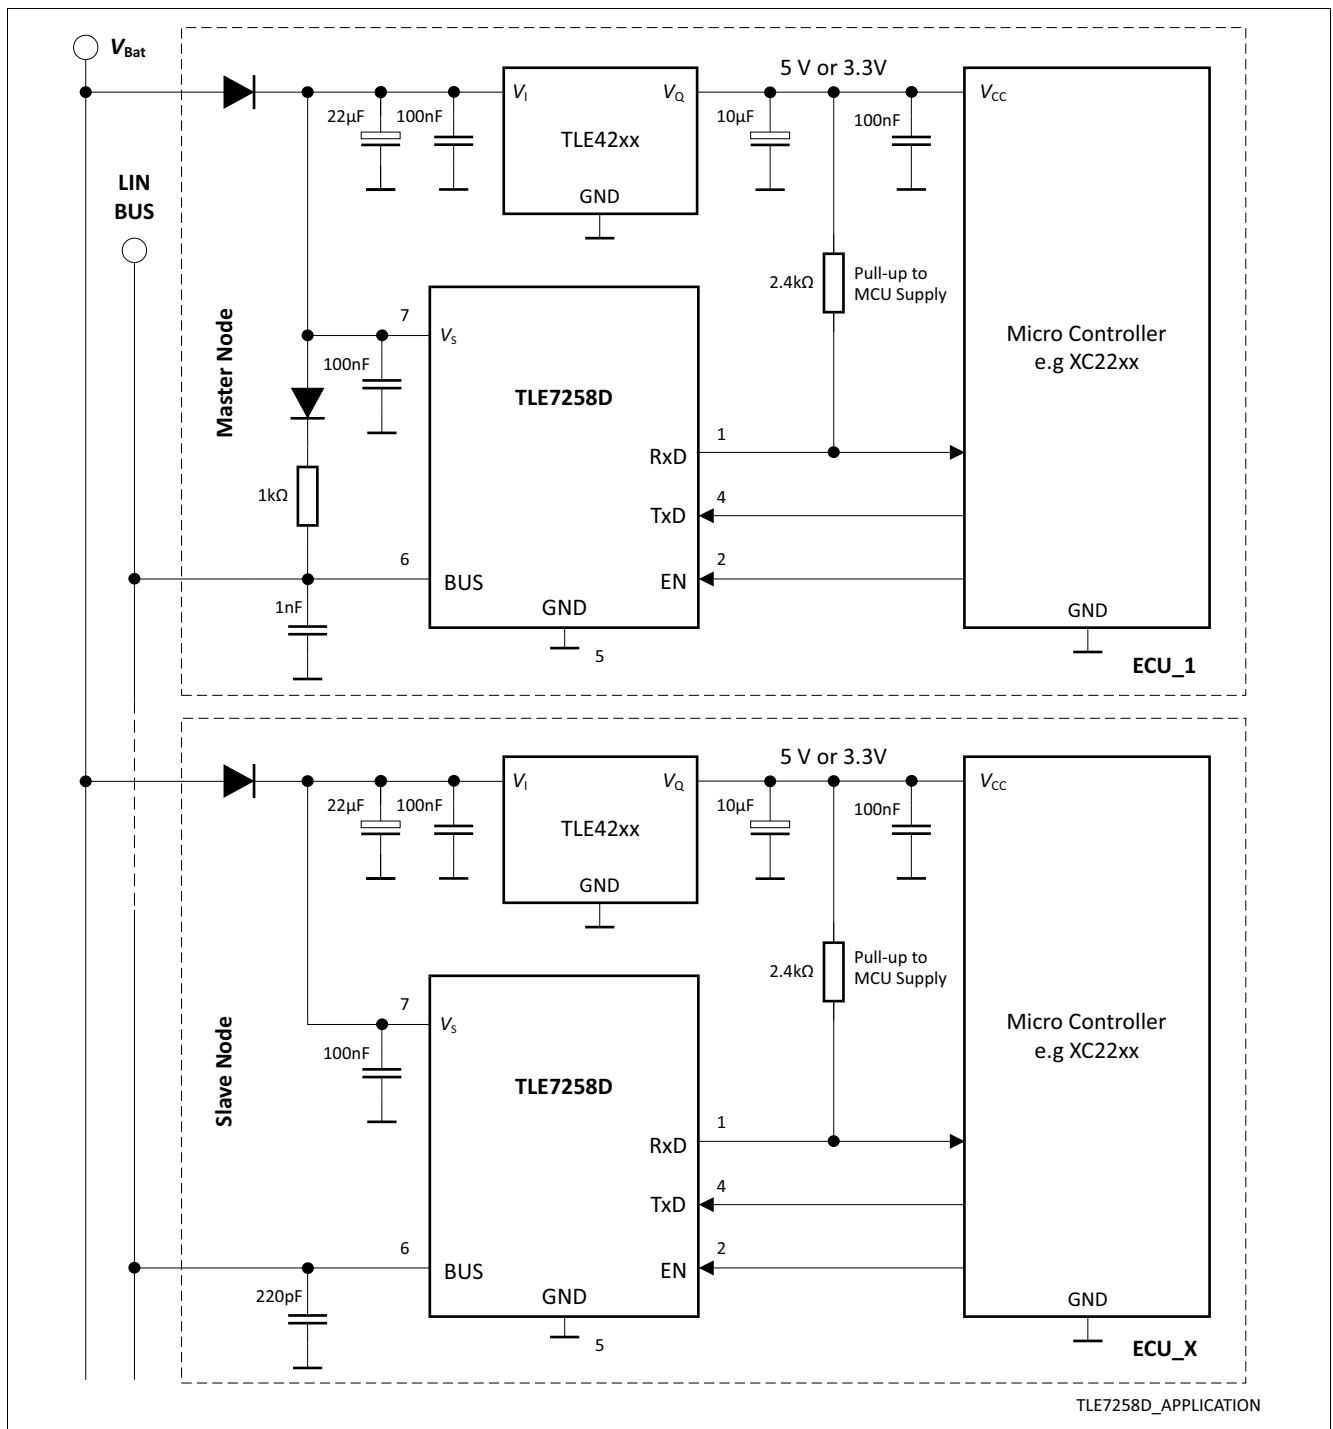 VBat
5 V or 3.3V
22µF
100nF
VI
VQ
10µF
100nF
VCC
TLE42xx
GND
LIN
BUS
2.4kΩ
Pull-up to
MCU Supply
Master Node
7
VS
100nF
TLE7258D
Micro Controller
e.g XC22xx
1
RxD
1kΩ
4
TxD
6
BUS
2
EN
1nF
GND
5
GND
ECU_1
5 V or 3.3V
22µF
100nF
VI
VQ
10µF
100nF
VCC
TLE42xx
GND
2.4kΩ
Pull-up to
MCU Supply
Slave Node
7
VS
100nF
TLE7258D
Micro Controller
e.g XC22xx
1
RxD
4
TxD
6
BUS
2
EN
220pF
GND
5
GND
ECU_X
TLE7258D_APPLICATION